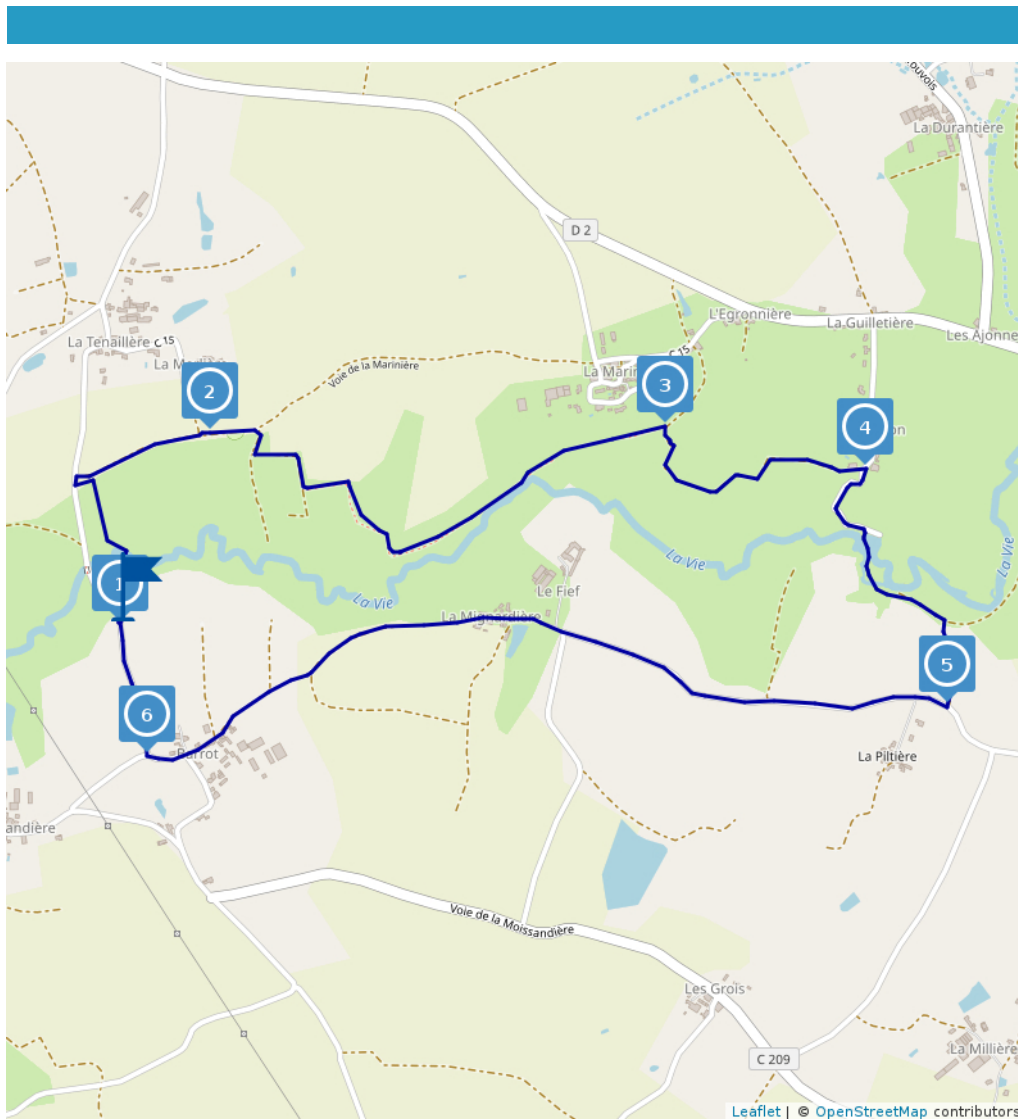 La Durantière
D 2
L'Egronnière
La Guilletière
Les Ajonne
La Tenaillère
C 15
Voie de la Marinière
C 15
La Marin
2
3
4
on
La Vie
La Vie
La Vie
1
Le Fief
La Mignardière
5
6
La Piltière
andière
Voie de la Moissandière
Les Grois
C 209
La Millière
Leaflet | © OpenStreetMap contributors